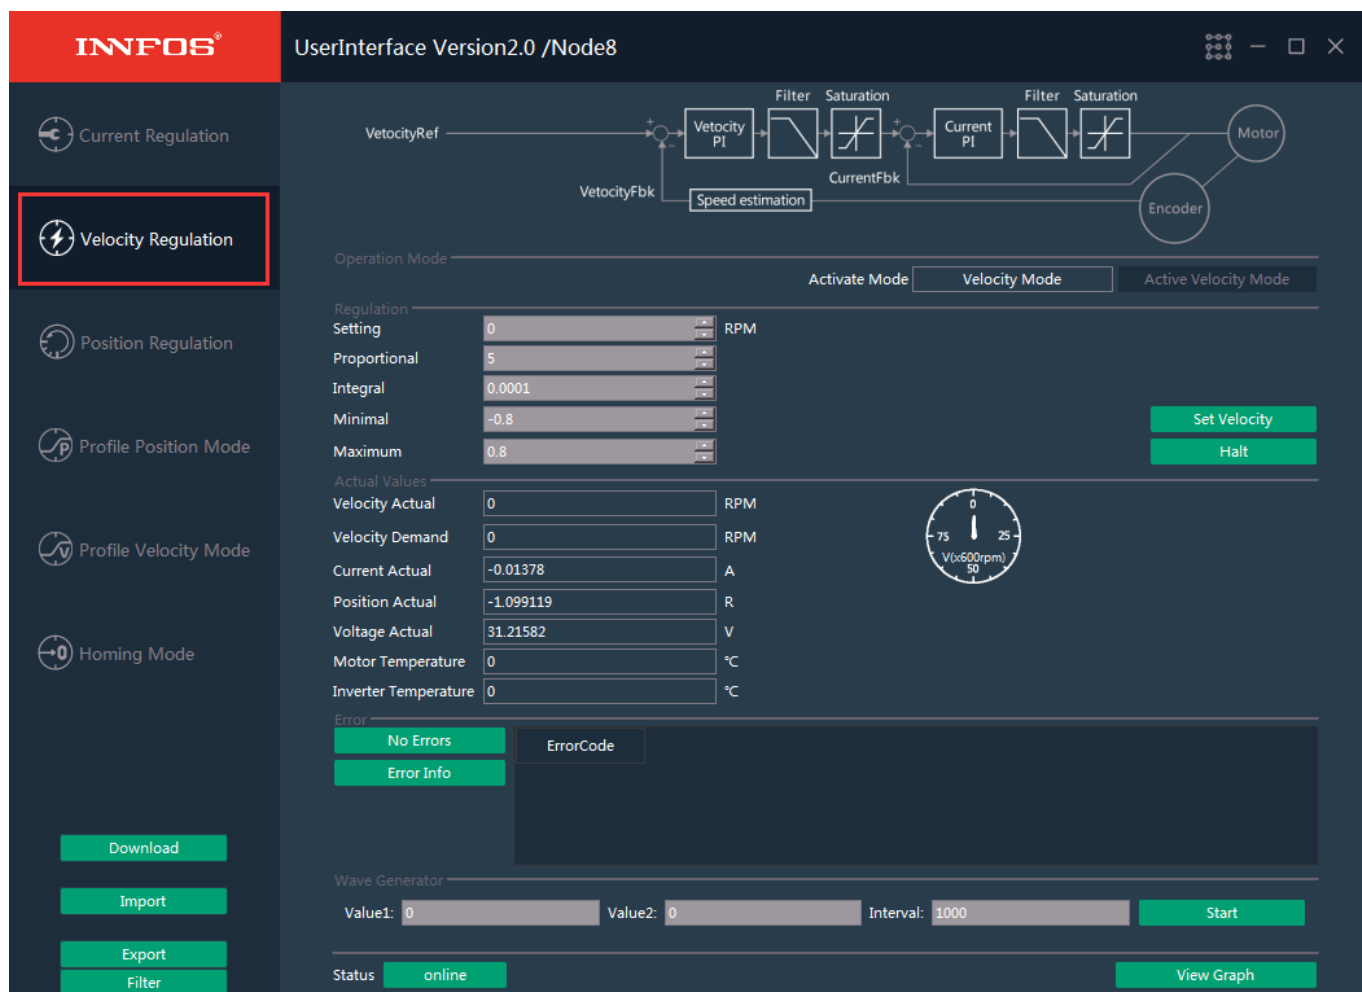 INNFOS®
UserInterface Version2.0 /Node8
Current Regulation
Velocity Regulation
Position Regulation
Profile Position Mode
Profile Velocity Mode
Homing Mode
Download
Import
Export
Filter
Filter Saturation Filter Saturation
VetocityRef + - Vetocity PI + - Current PI Motor
CurrentFbk
VetocityFbk Speed estimation Encoder
Operation Mode
Activate Mode Velocity Mode Active Velocity Mode
Regulation
Setting 0 RPM
Proportional 5
Integral 0.0001
Minimal -0.8 Set Velocity
Maximum 0.8 Halt
Actual Values
Velocity Actual 0 RPM
Velocity Demand 0 RPM
Current Actual -0.01378 A
Position Actual -1.099119 R
Voltage Actual 31.21582 V
Motor Temperature 0 °C
Inverter Temperature 0 °C
0
75 25
V(x600rpm)
50
Error
No Errors ErrorCode
Error Info
Wave Generator
Value1: 0 Value2: 0 Interval: 1000 Start
Status online View Graph